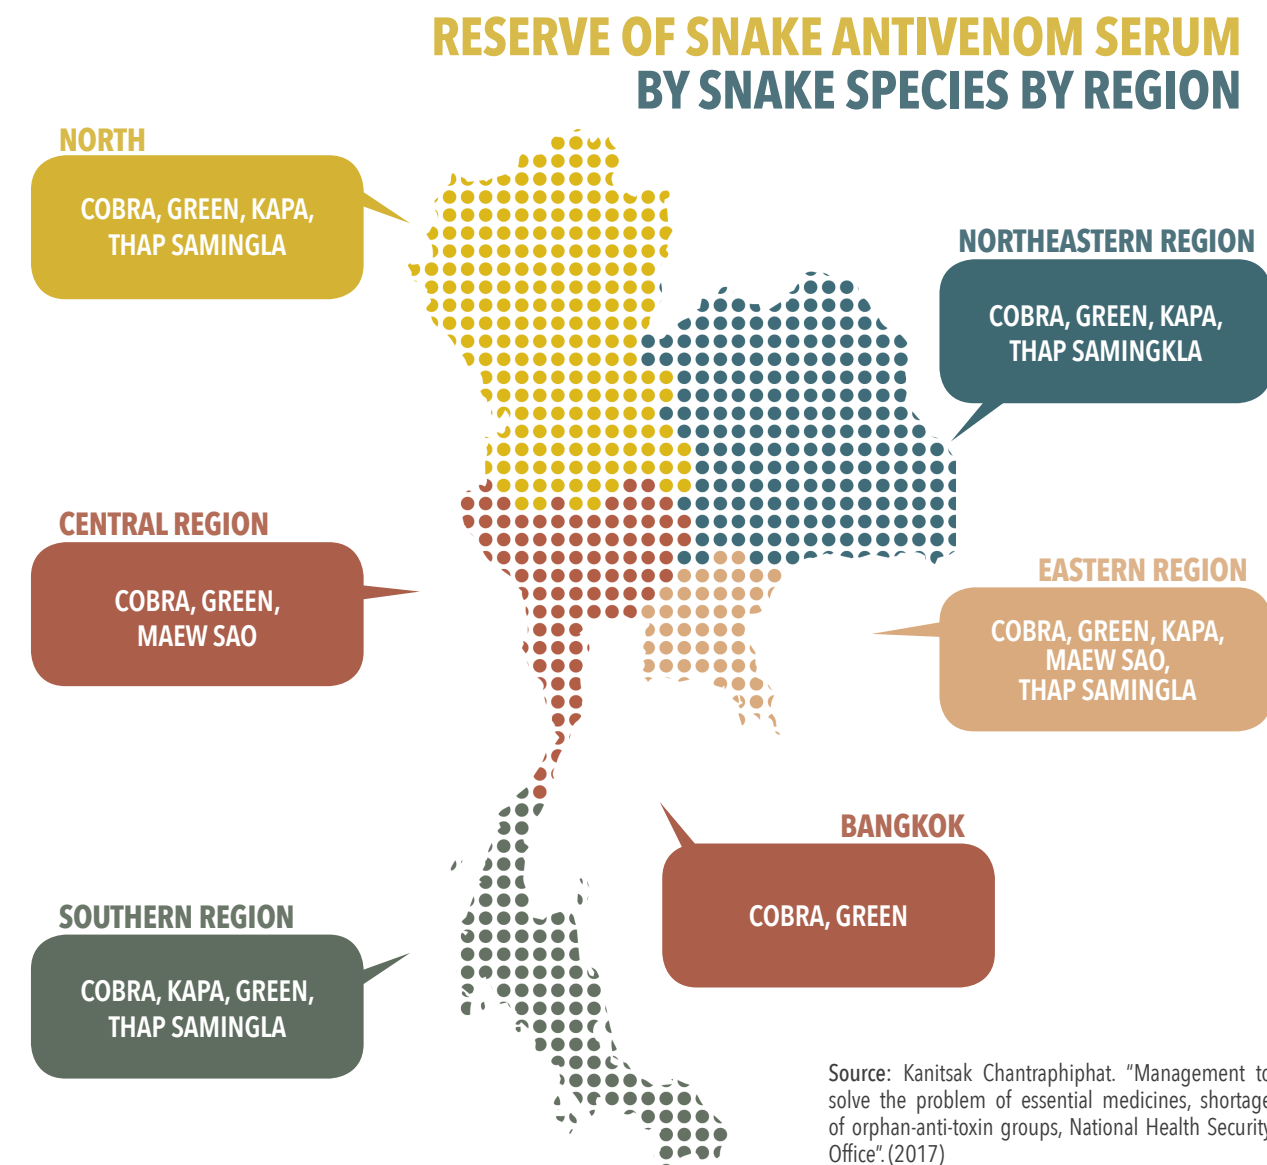 RESERVE OF SNAKE ANTIVENOM SERUM
BY SNAKE SPECIES BY REGION
NORTH
COBRA, GREEN, KAPA,
THAP SAMINGLA
NORTHEASTERN REGION
COBRA, GREEN, KAPA,
THAP SAMINGKLA
CENTRAL REGION
COBRA, GREEN,
MAEW SAO
EASTERN REGION
COBRA, GREEN, KAPA,
MAEW SAO,
THAP SAMINGLA
BANGKOK
COBRA, GREEN
SOUTHERN REGION
COBRA, KAPA, GREEN,
THAP SAMINGLA
Source: Kanitsak Chantraphiphat. "Management to
solve the problem of essential medicines, shortage
of orphan-anti-toxin groups, National Health Security
Office".(2017)